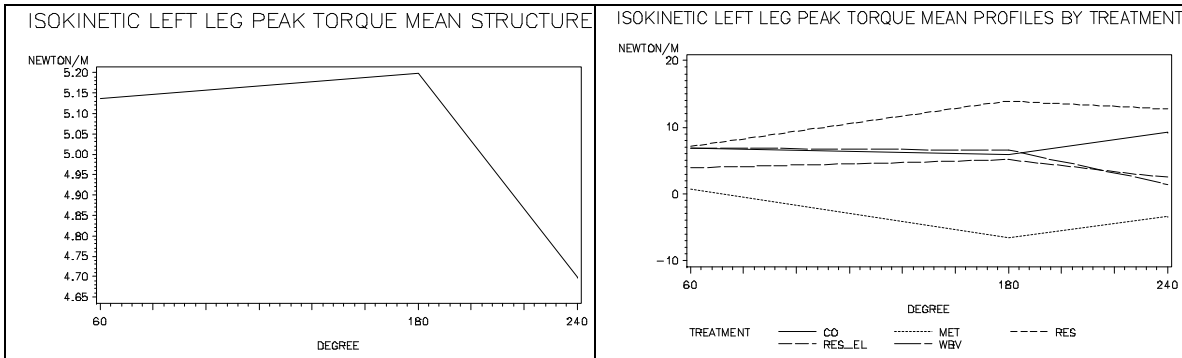 ISOKINETIC LEFT LEG PEAK TORQUE MEAN STRUCTURE
NEWTON/M
5.20
5.15
5.10
5.05
5.00
4.95
4.90
4.85
4.80
4.75
4.70
4.65
60 180 240
DEGREE
ISOKINETIC LEFT LEG PEAK TORQUE MEAN PROFILES BY TREATMENT
NEWTON/M
20
10
0
-10
60 180 240
DEGREE
TREATMENT CO MET RES
RES_EL WBV